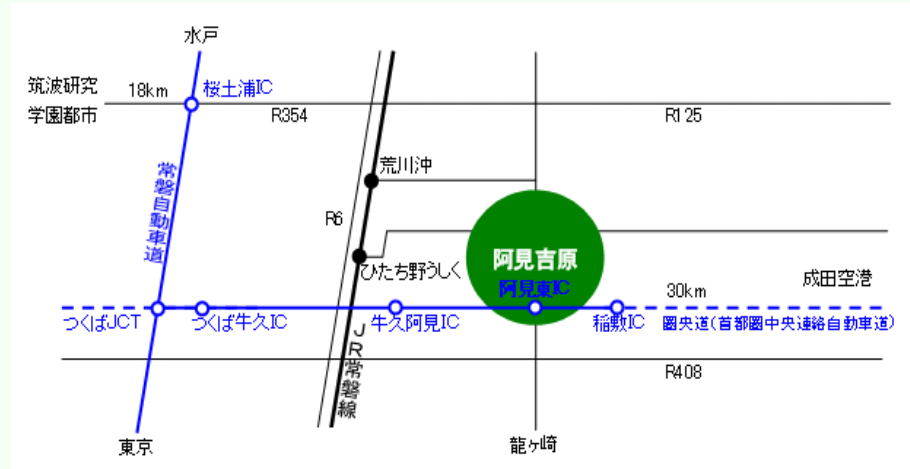 水戸
筑波研究
学園都市
18km
桜土浦IC
R354
R125
荒川沖
常磐自動車道
R6
ひたち野うしく
阿見吉原
阿見東IC
成田空港
30km
つくばJCT
つくば牛久IC
牛久阿見IC
稲敷IC
圏央道(首都圏中央連絡自動車道)
JR常磐線
R408
東京
龍ヶ崎